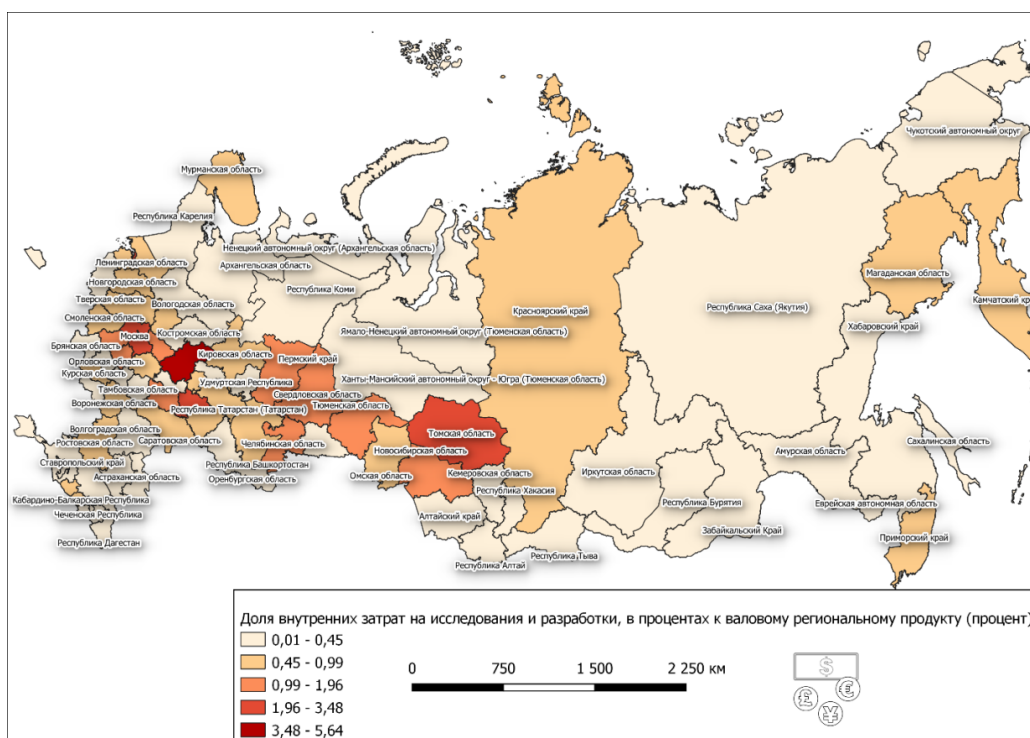 Чукотский автономный округ
Мурманская область
Республика Карелия
Ненецкий автономный округ (Архангельская область)
Ленинградская область
Архангельская область
Магаданская область
Новгородская область
Республика Коми
Тверская область
Вологодская область
Камчатский кр
Смоленская область
Красноярский край
Республика Саха (Якутия)
Хабаровский край
Москва
Костромская область
Ямало-Ненецкий автономный округ (Тюменская область)
Брянская область
Кировская область
Пермский край
Орловская область
Курская область
Удмуртская Республика
Ханты-Мансийский автономный округ - Югра (Тюменская область)
Тамбовская область
Свердловская область
Воронежская область
Республика Татарстан (Татарстан)
Тюменская область
Волгоградская область
Томская область
Ростовская область
Саратовская область
Челябинская область
Сахалинская область
Новосибирская область
Амурская область
Ставропольский край
Республика Башкортостан
Астраханская область
Оренбургская область
Омская область
Кемеровская область
Иркутская область
Республика Хакасия
Кабардино-Балкарская Республика
Республика Бурятия
Еврейская автономная область
Чеченская Республика
Алтайский край
Забайкальский Край
Приморский край
Республика Дагестан
Республика Тыва
Республика Алтай
Доля внутренних затрат на исследования и разработки, в процентах к валовому региональному продукту (процент)
0,01 - 0,45
0,45 - 0,99
0,99 - 1,96
1,96 - 3,48
3,48 - 5,64
0 750 1 500 2 250 км
$
£ €
¥